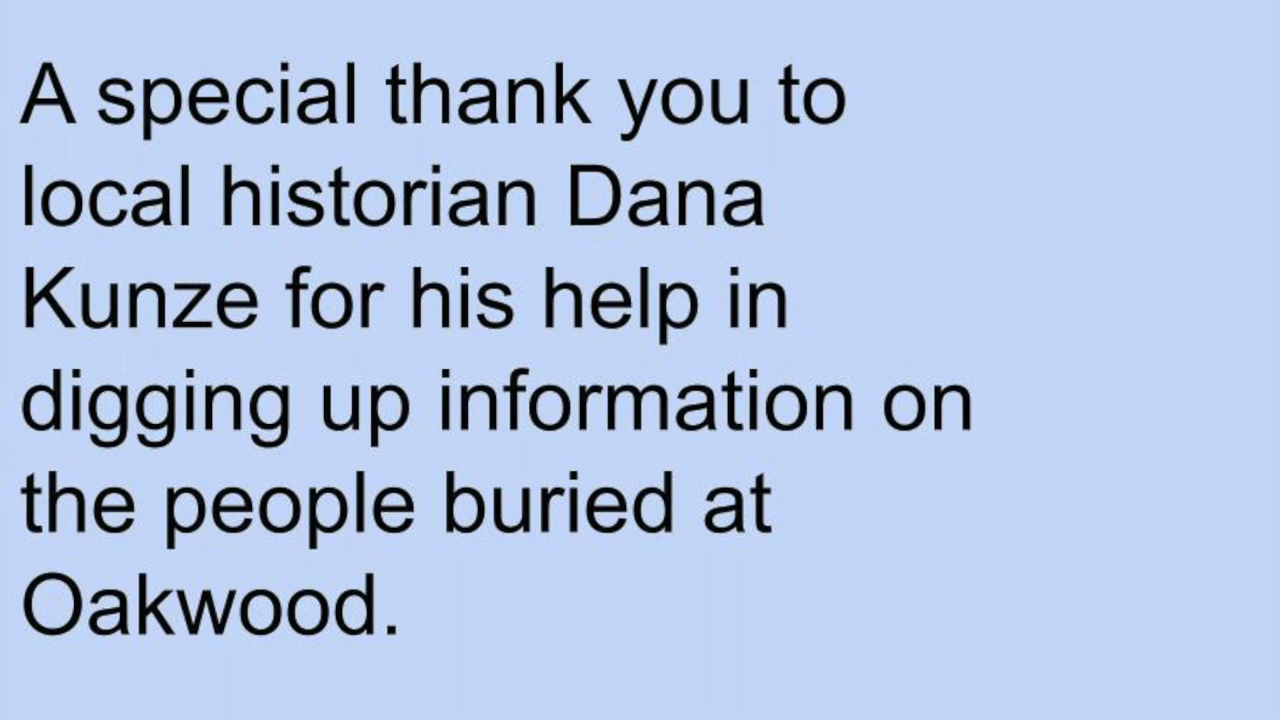 A special thank you to
local historian Dana
Kunze for his help in
digging up information on
the people buried at
Oakwood.